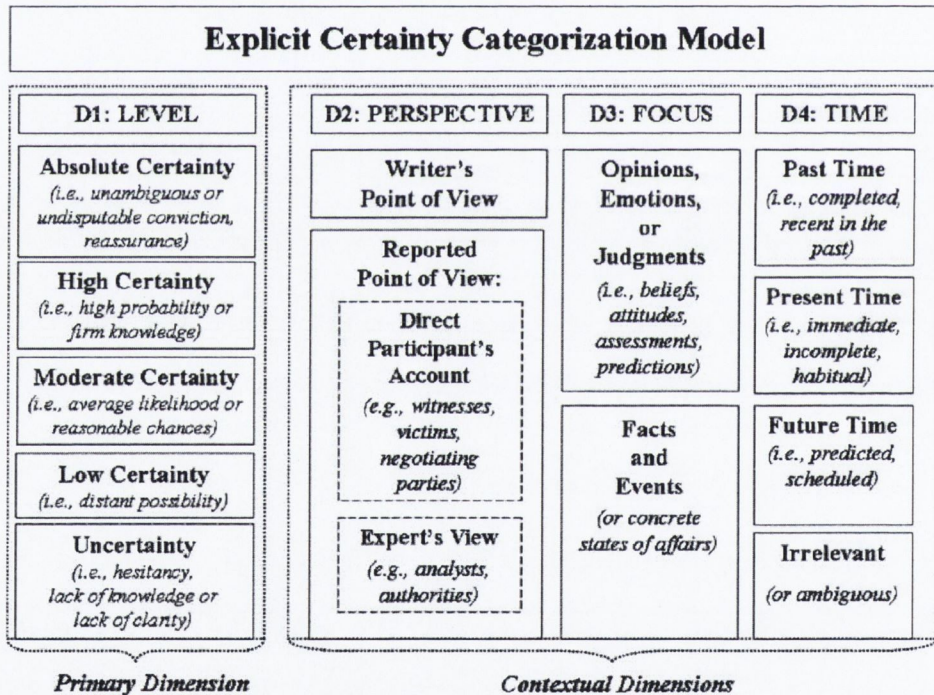 Explicit Certainty Categorization Model
D1: LEVEL
Absolute Certainty
(i.e., unambiguous or
undisputable conviction,
reassurance)
High Certainty
(i.e., high probability or
firm knowledge)
Moderate Certainty
(i.e., average likelihood or
reasonable chances)
Low Certainty
(i.e., distant possibility)
Uncertainty
(i.e., hesitancy,
lack of knowledge or
lack of clarity)
Primary Dimension
D2: PERSPECTIVE
Writer's
Point of View
Reported
Point of View:
Direct
Participant's
Account
(e.g., witnesses,
victims,
negotiating
parties)
Expert's View
(e.g., analysts,
authorities)
D3: FOCUS
Opinions,
Emotions,
or
Judgments
(i.e., beliefs,
attitudes,
assessments,
predictions)
Facts
and
Events
(or concrete
states of affairs)
D4: TIME
Past Time
(i.e., completed,
recent in the
past)
Present Time
(i.e., immediate,
incomplete,
habitual)
Future Time
(i.e., predicted,
scheduled)
Irrelevant
(or ambiguous)
Contextual Dimensions